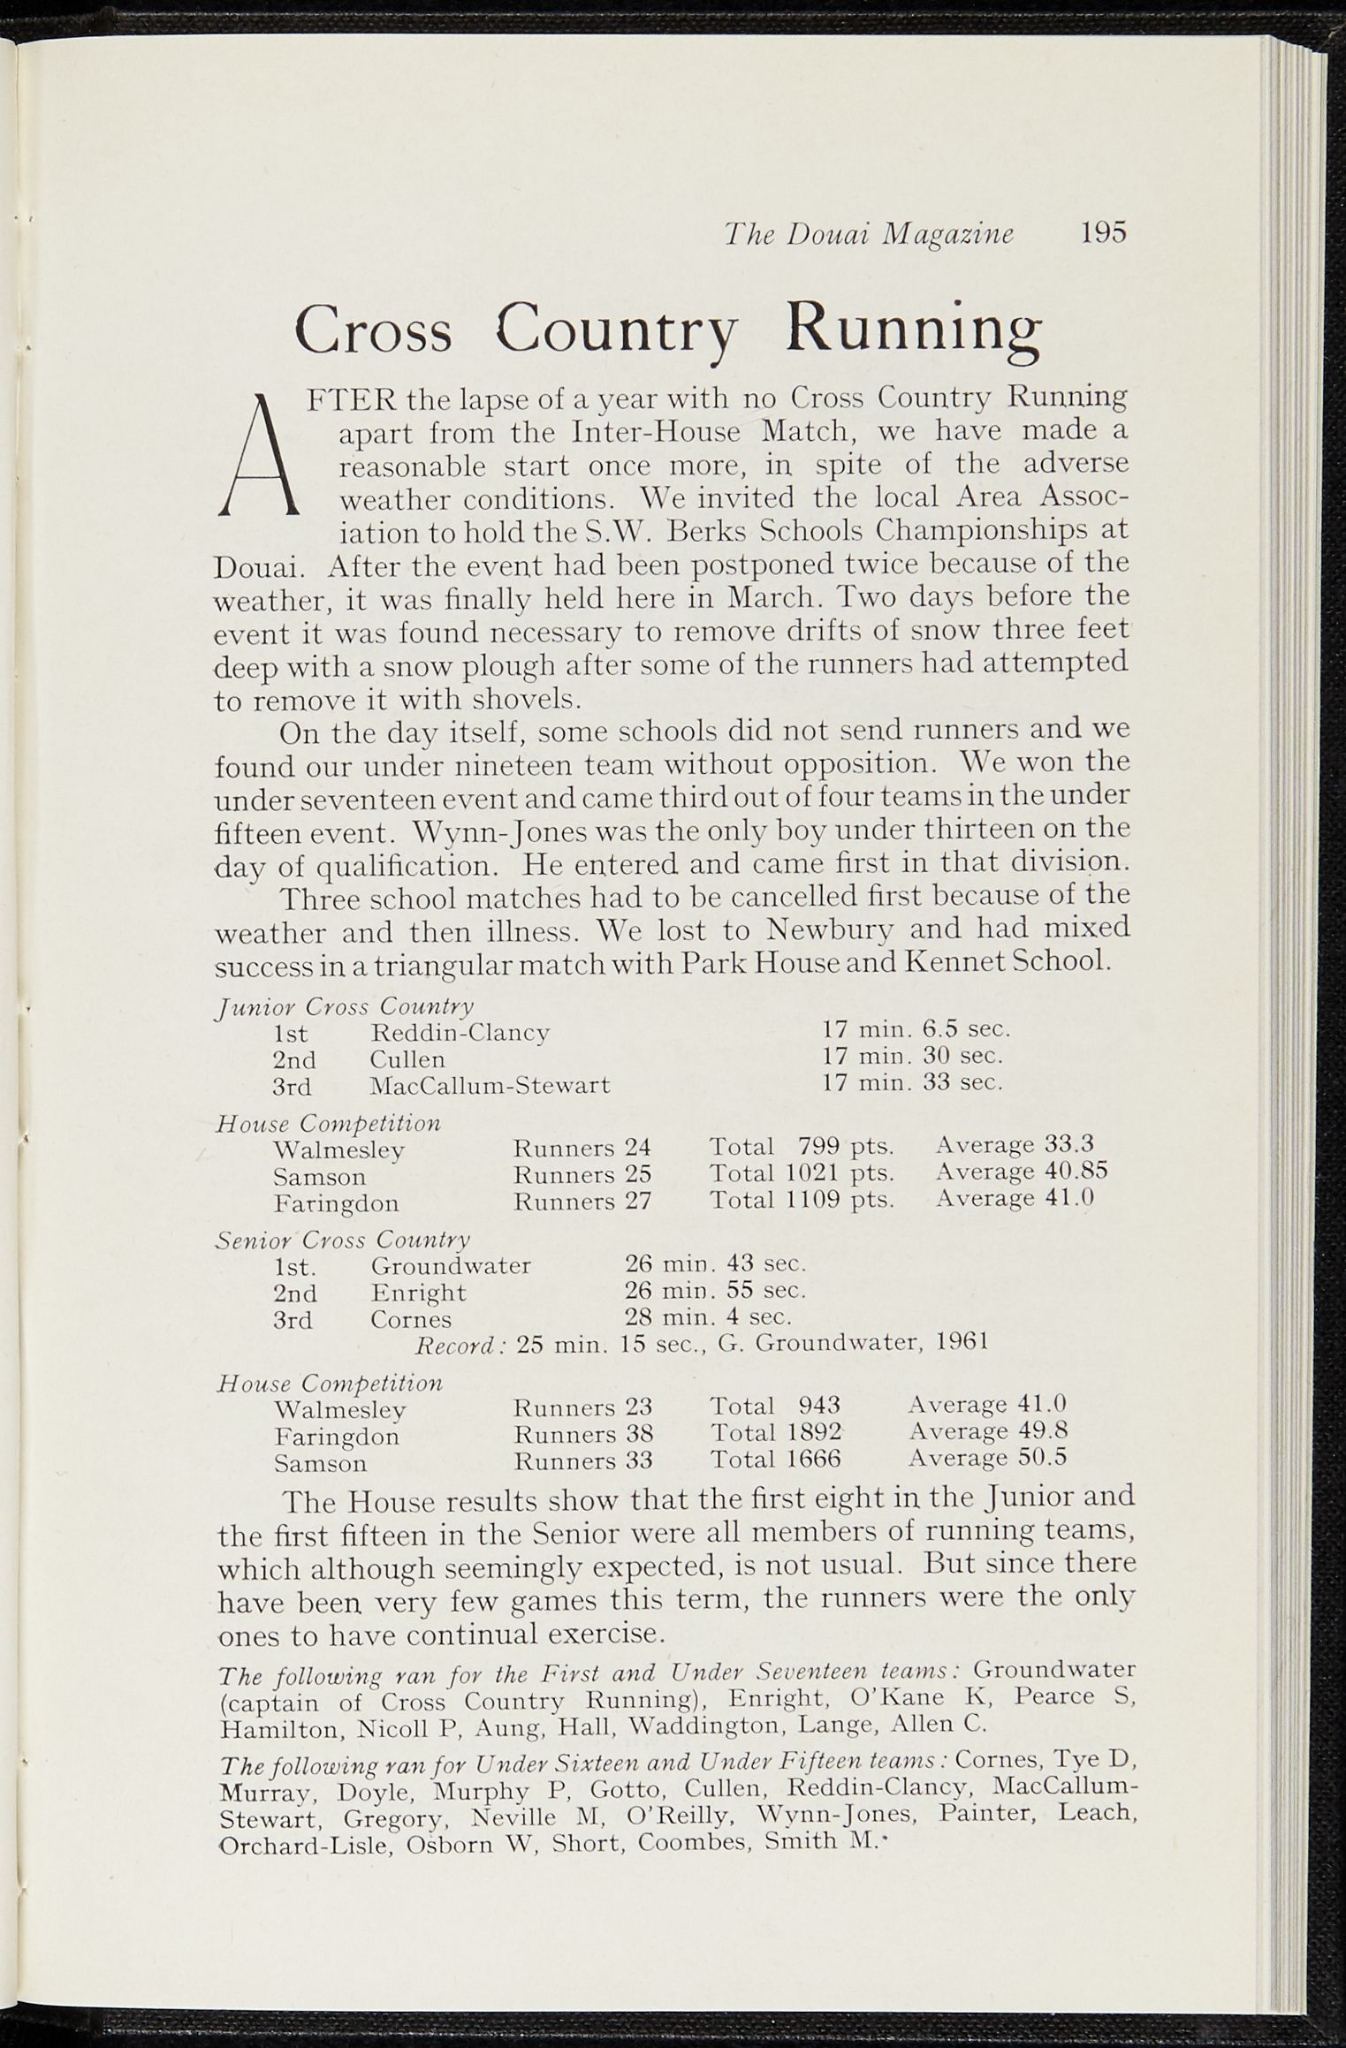 The Douai Magazine 195
Cross Country Running
AFTER the lapse of a year with no Cross Country Running
apart from the Inter-House Match, we have made a
reasonable start once more, in spite of the adverse
weather conditions. We invited the local Area Assoc-
iation to hold the S.W. Berks Schools Championships at
Douai. After the event had been postponed twice because of the
weather, it was finally held here in March. Two days before the
event it was found necessary to remove drifts of snow three feet
deep with a snow plough after some of the runners had attempted
to remove it with shovels.
On the day itself, some schools did not send runners and we
found our under nineteen team without opposition. We won the
under seventeen event and came third out of four teams in the under
fifteen event. Wynn-Jones was the only boy under thirteen on the
day of qualification. He entered and came first in that division.
Three school matches had to be cancelled first because of the
weather and then illness. We lost to Newbury and had mixed
success in a triangular match with Park House and Kennet School.
Junior Cross Country
1st Reddin-Clancy 17 min. 6.5 sec.
2nd Cullen 17 min. 30 sec.
3rd MacCallum-Stewart 17 min. 33 sec.
House Competition
Walmesley Runners 24 Total 799 pts. Average 33.3
Samson Runners 25 Total 1021 pts. Average 40.85
Faringdon Runners 27 Total 1109 pts. Average 41.0
Senior Cross Country
1st. Groundwater 26 min. 43 sec.
2nd Enright 26 min. 55 sec.
3rd Cornes 28 min. 4 sec.
Record: 25 min. 15 sec., G. Groundwater, 1961
House Competition
Walmesley Runners 23 Total 943 Average 41.0
Faringdon Runners 38 Total 1892 Average 49.8
Samson Runners 33 Total 1666 Average 50.5
The House results show that the first eight in the Junior and
the first fifteen in the Senior were all members of running teams,
which although seemingly expected, is not usual. But since there
have been very few games this term, the runners were the only
ones to have continual exercise.
The following ran for the First and Under Seventeen teams: Groundwater
(captain of Cross Country Running), Enright, O'Kane K, Pearce S,
Hamilton, Nicoll P, Aung, Hall, Waddington, Lange, Allen C.
The following ran for Under Sixteen and Under Fifteen teams: Cornes, Tye D,
Murray, Doyle, Murphy P, Gotto, Cullen, Reddin-Clancy, MacCallum-
Stewart, Gregory, Neville M, O'Reilly, Wynn-Jones, Painter, Leach,
Orchard-Lisle, Osborn W, Short, Coombes, Smith M.